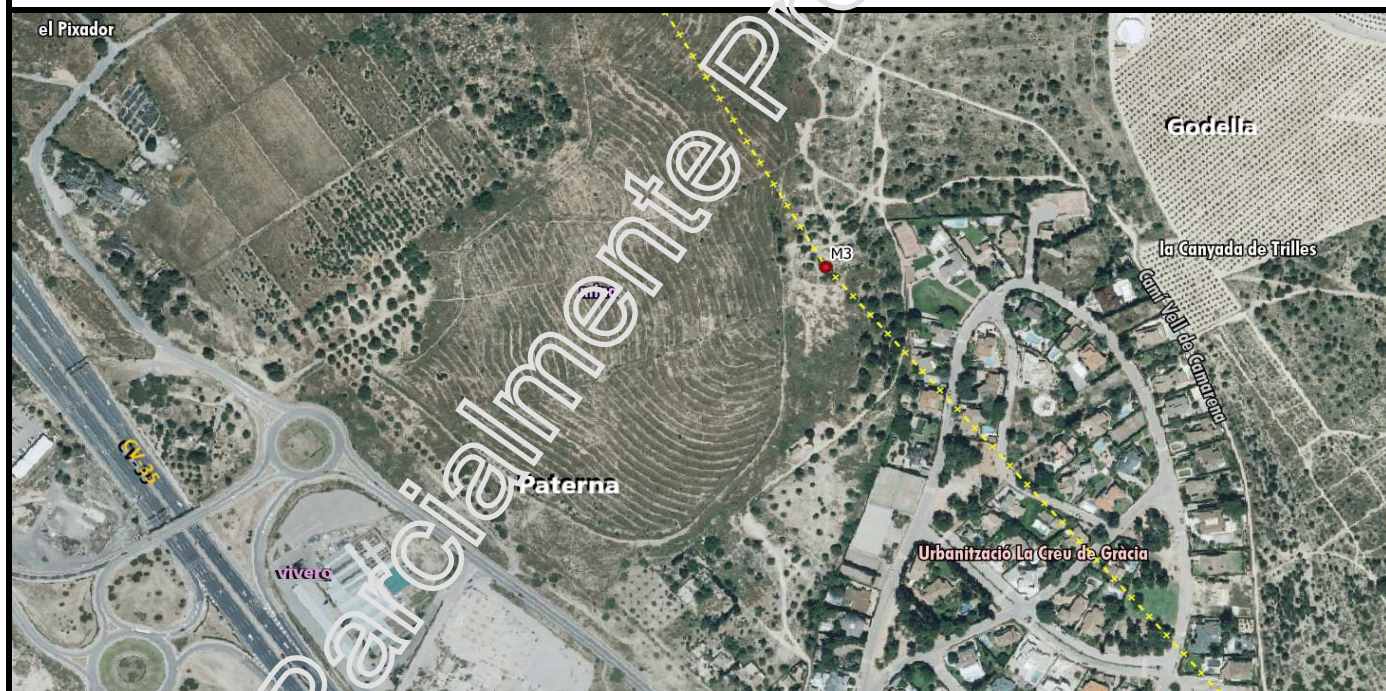 el Pixador
Godella
M3
la Canyada de Trilles
Camí Vell de Camarena
CV-35
Paterna
Urbanització La Creu de Gràcia
vivero
Parcialmente Pro